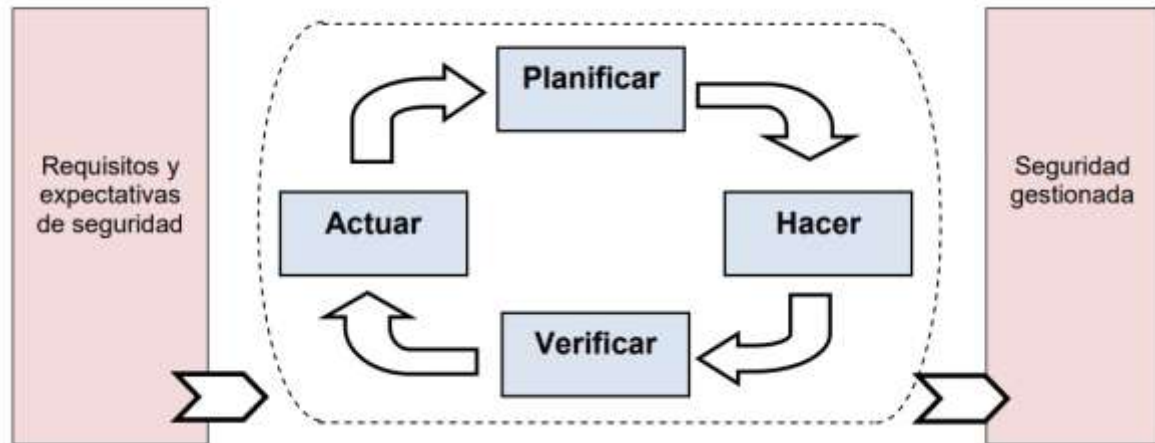 Requisitos y
expectativas
de seguridad
Planificar
Actuar
Hacer
Verificar
Seguridad
gestionada